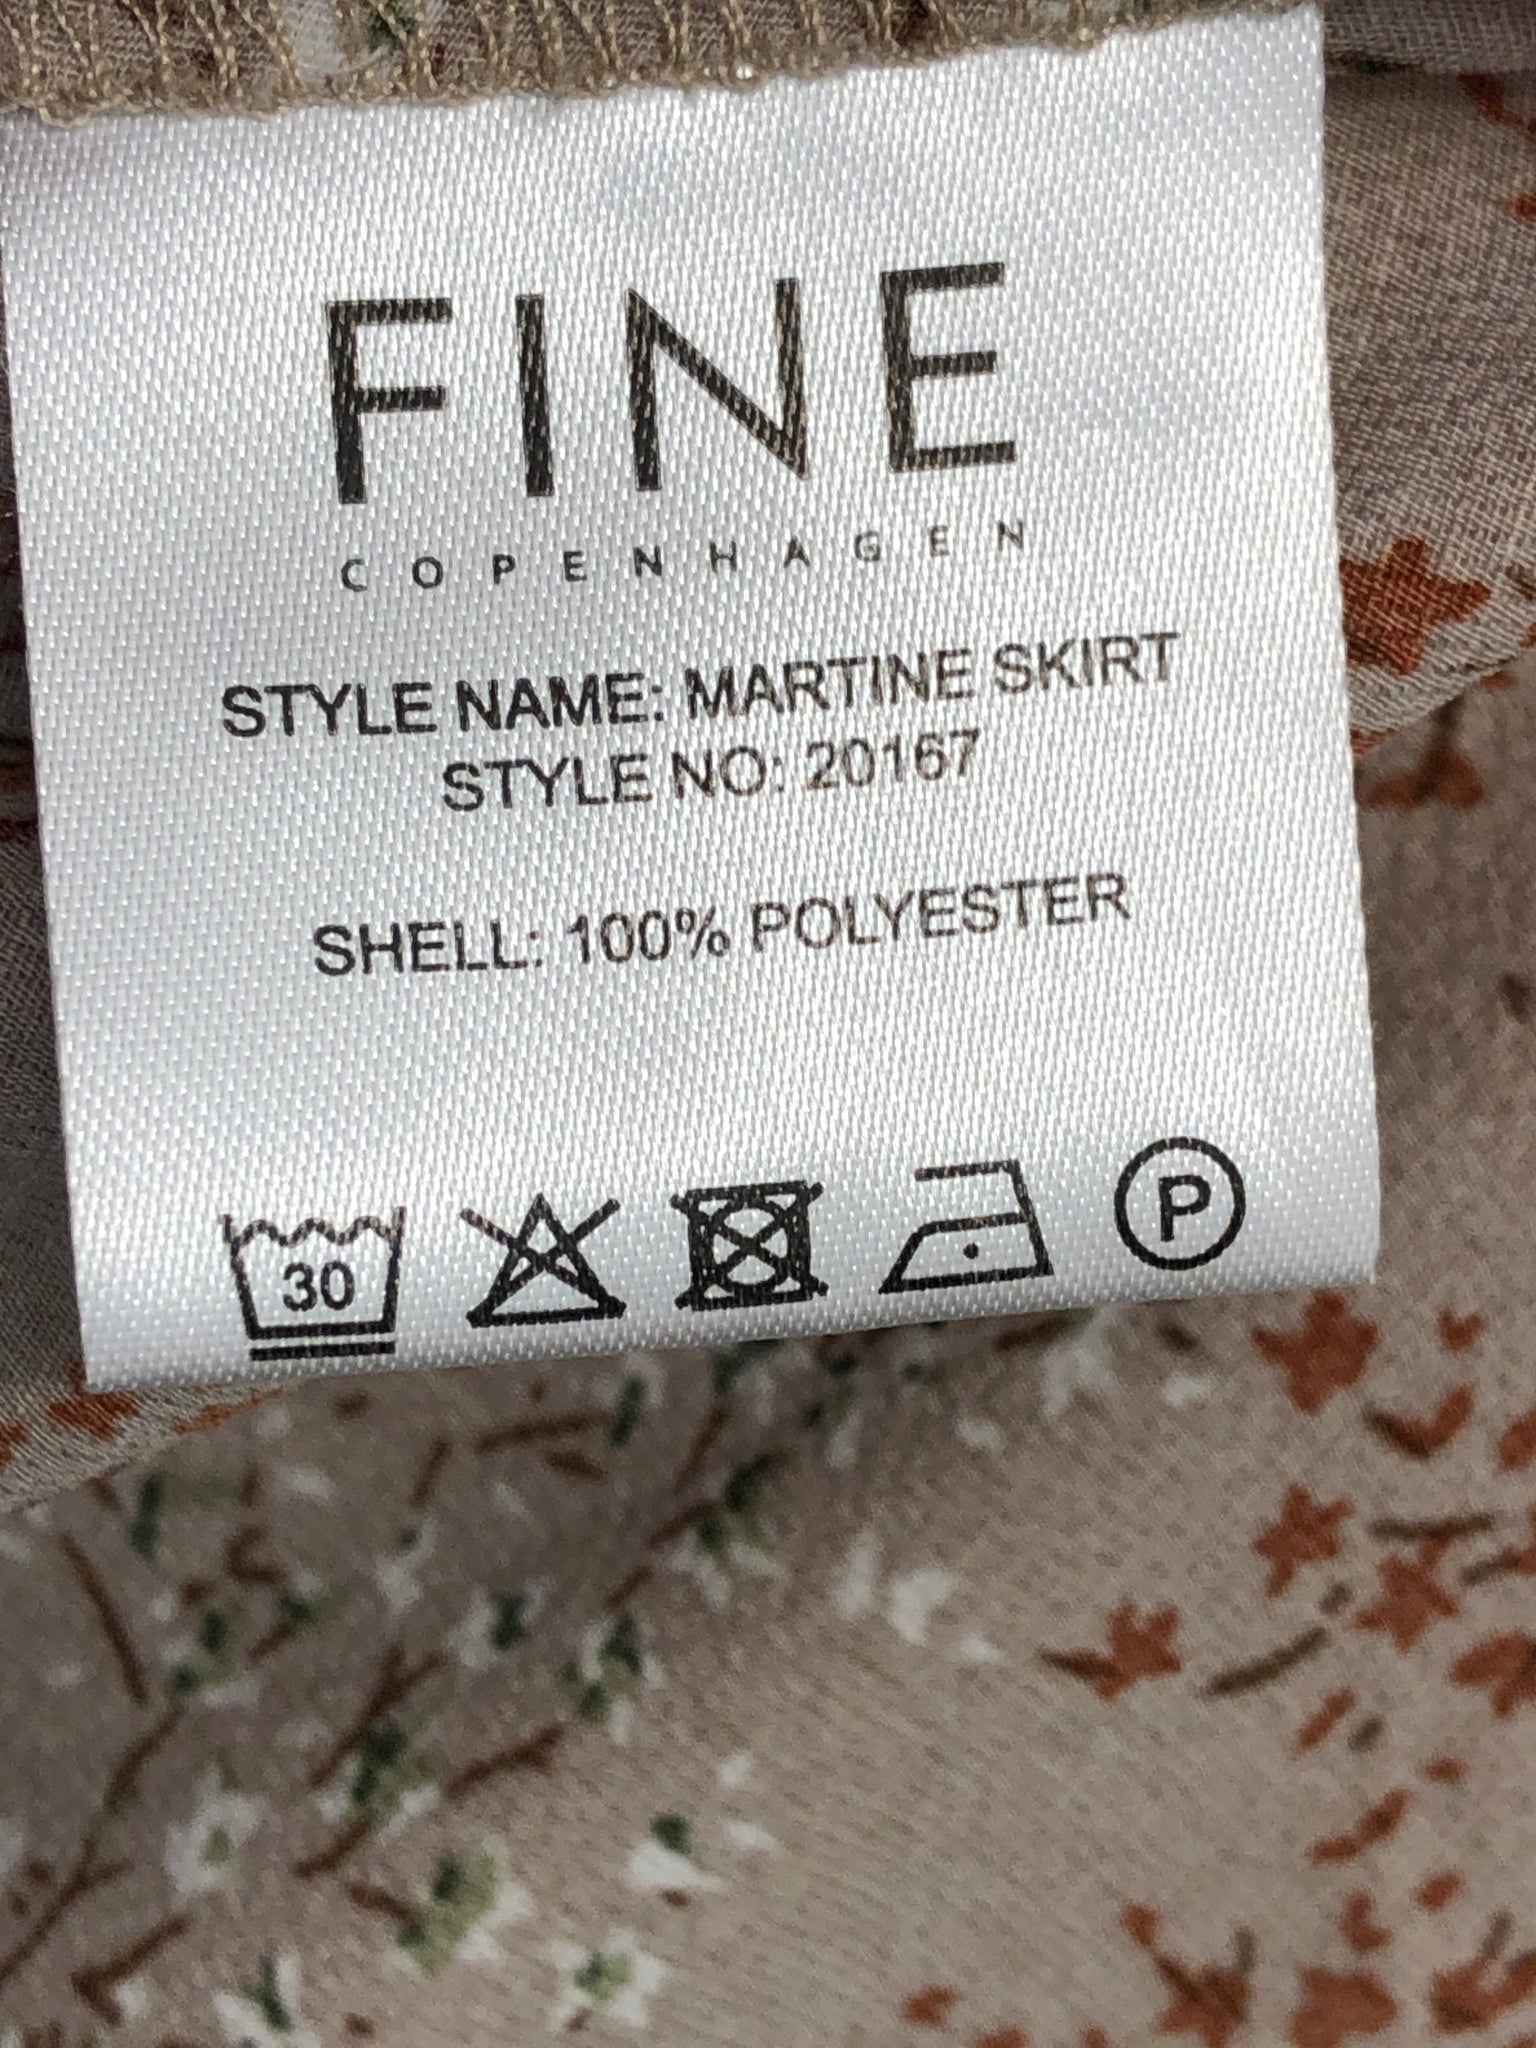 FINE
COPENHAGEN
STYLE NAME: MARTINE SKIRT
STYLE NO: 20167
SHELL: 100% POLYESTER
30 P